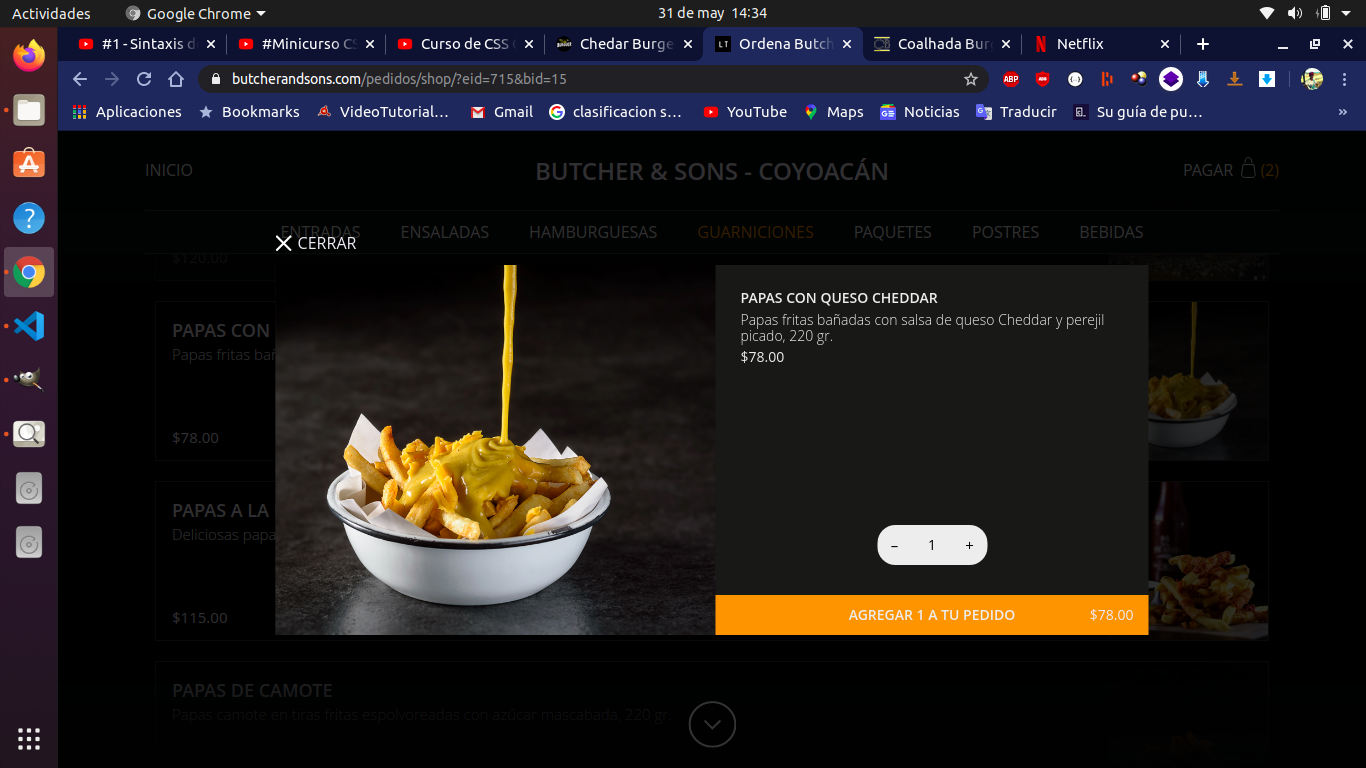 Actividades
Google Chrome
31 de may 14:34
#1 - Sintaxis d
#Minicurso CS
Curso de CSS
Chedar Burge
Ordena Butch
Coalhada Bur
Netflix
butcherandsons.com/pedidos/shop/?eid=715&bid=15
ABP
Aplicaciones
Bookmarks
VideoTutorial...
Gmail
clasificacion s...
YouTube
Maps
Noticias
Traducir
Su guía de pu...
»
INICIO
BUTCHER & SONS - COYOACÁN
PAGAR (2)
ENTRADAS
ENSALADAS
HAMBURGUESAS
GUARNICIONES
PAQUETES
POSTRES
BEBIDAS
CERRAR
$120.00
PAPAS CON
Papas fritas bañ
$78.00
PAPAS CON QUESO CHEDDAR
Papas fritas bañadas con salsa de queso Cheddar y perejil
picado, 220 gr.
$78.00
– 1 +
AGREGAR 1 A TU PEDIDO $78.00
PAPAS A LA
Deliciosas papa
$115.00
PAPAS DE CAMOTE
Papas camote en tiras fritas espolvoreadas con azúcar mascabada, 220 gr.